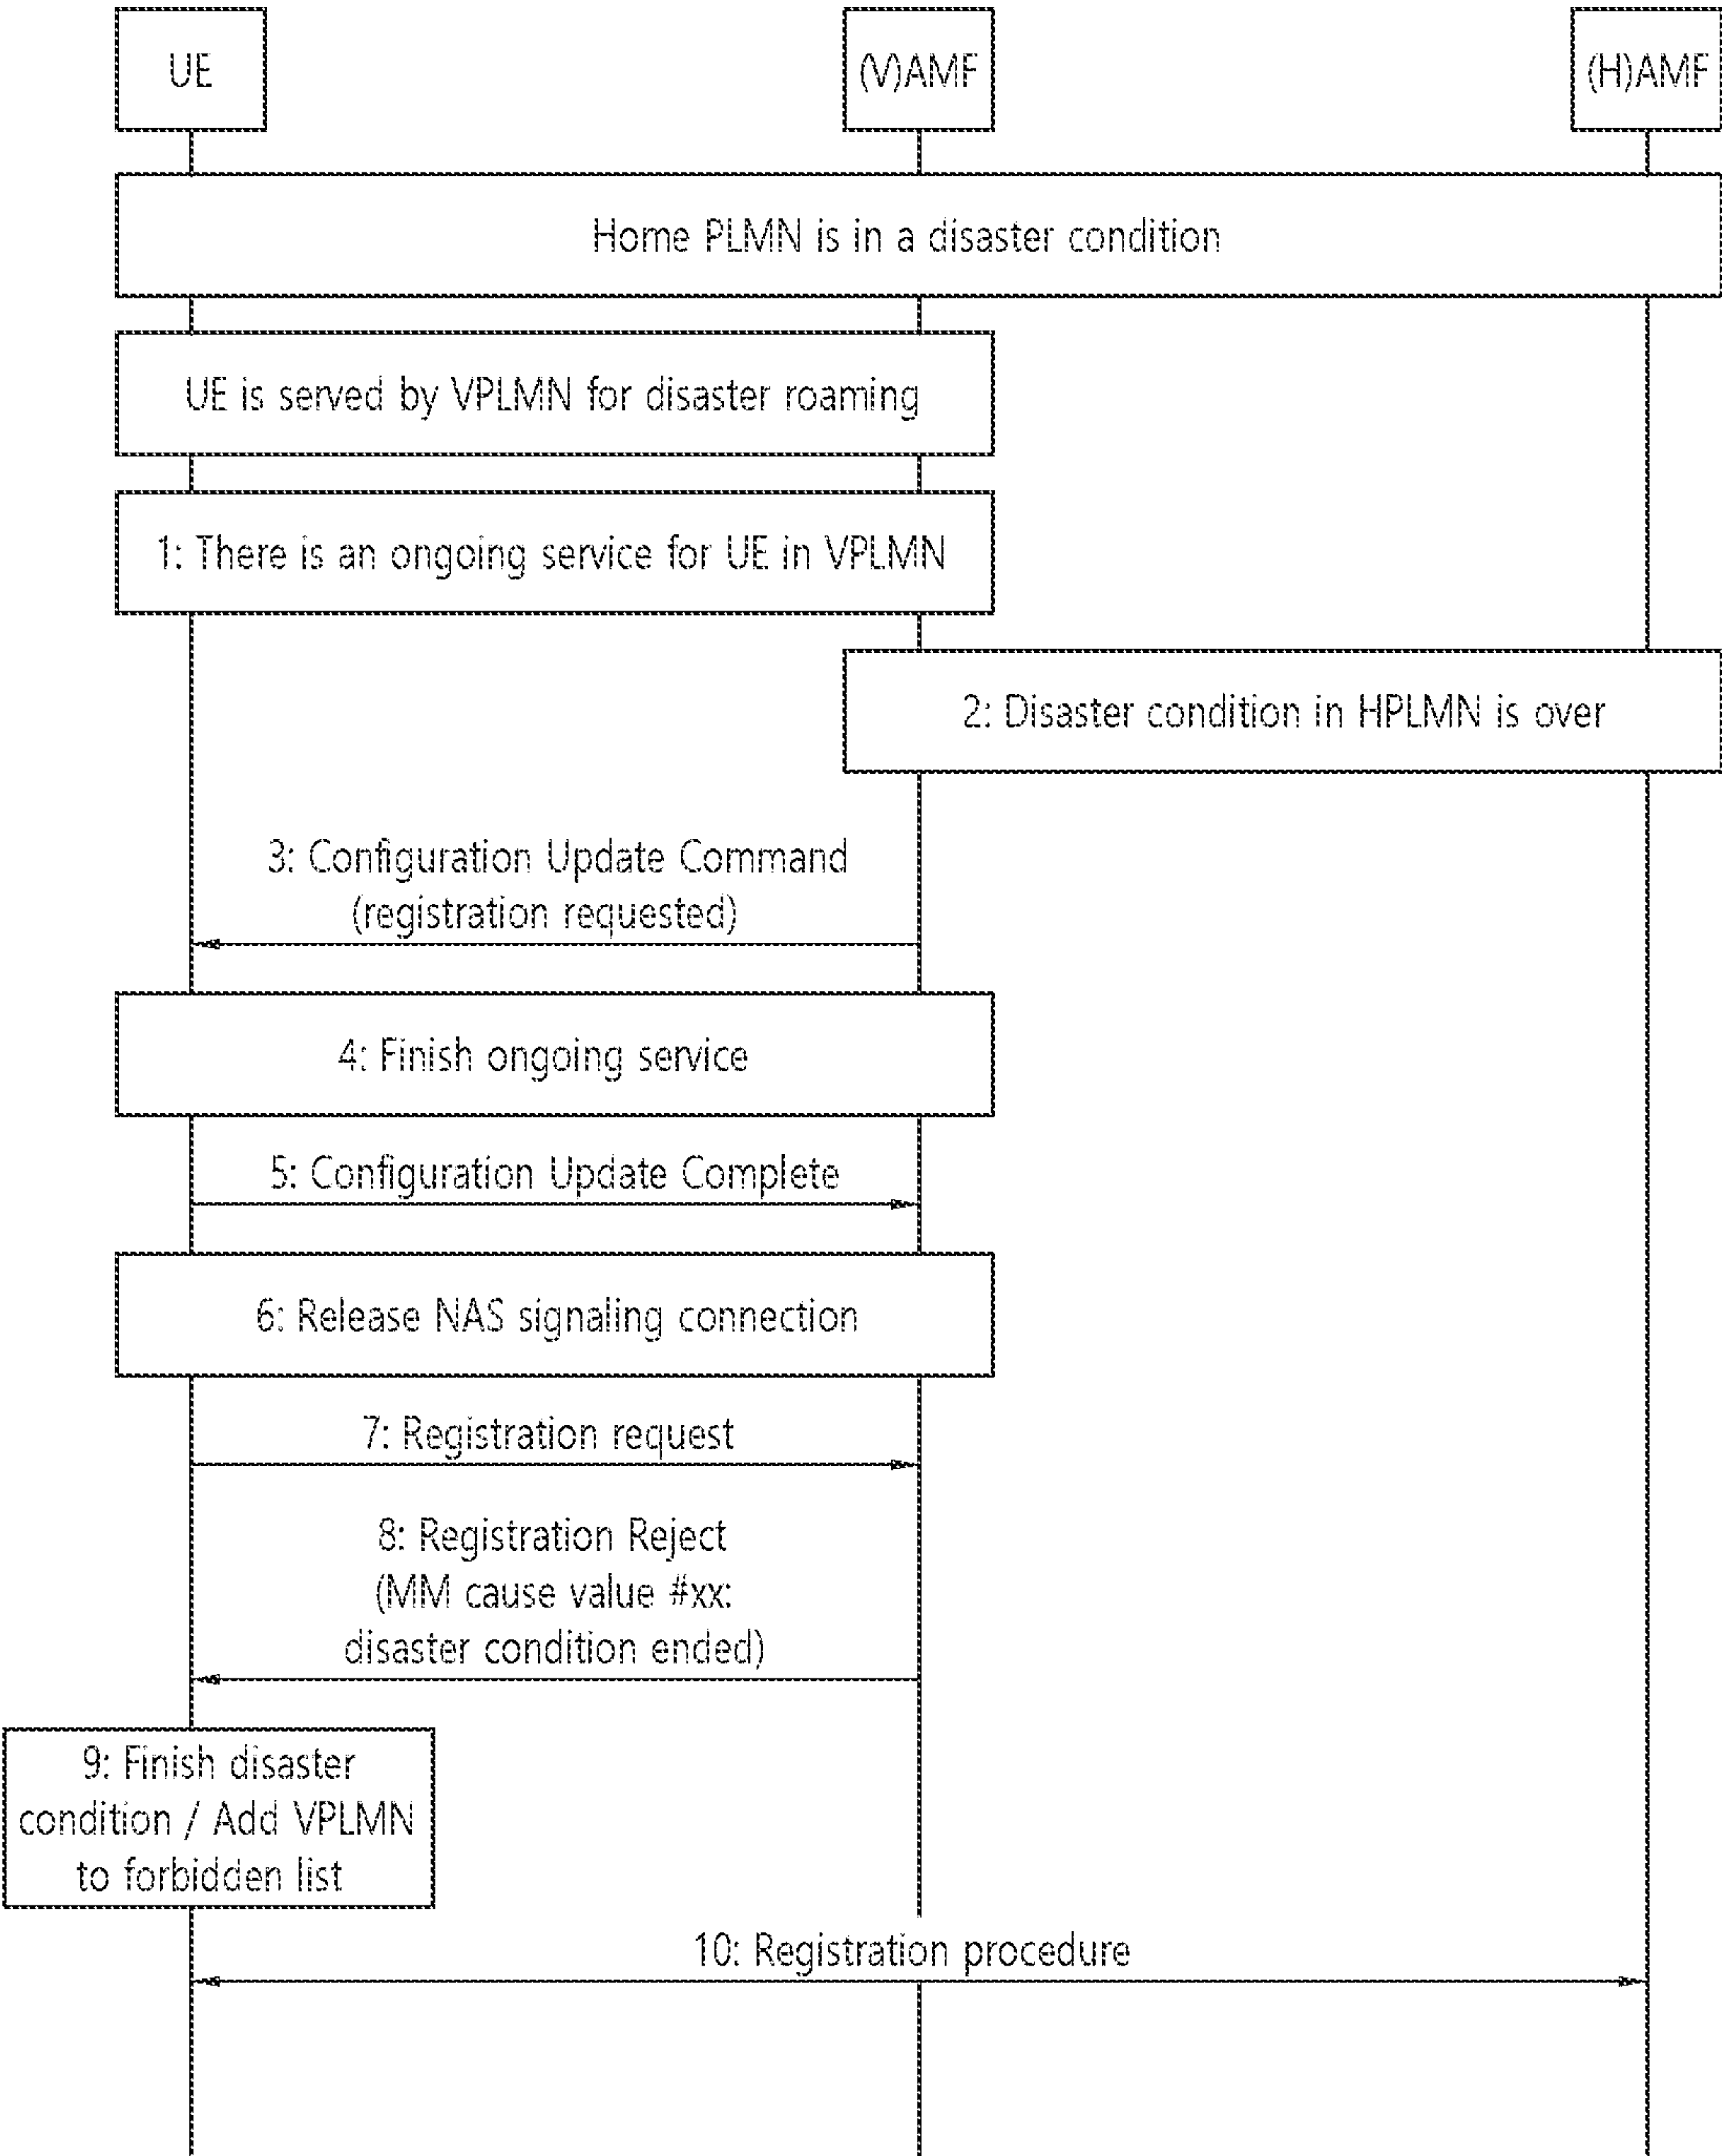 UE
(V)AMF
(H)AMF
Home PLMN is in a disaster condition
UE is served by VPLMN for disaster roaming
1: There is an ongoing service for UE in VPLMN
2: Disaster condition in HPLMN is over
3: Configuration Update Command
(registration requested)
4: Finish ongoing service
5: Configuration Update Complete
6: Release NAS signaling connection
7: Registration request
8: Registration Reject
(MM cause value #xx:
disaster condition ended)
9: Finish disaster
condition / Add VPLMN
to forbidden list
10: Registration procedure